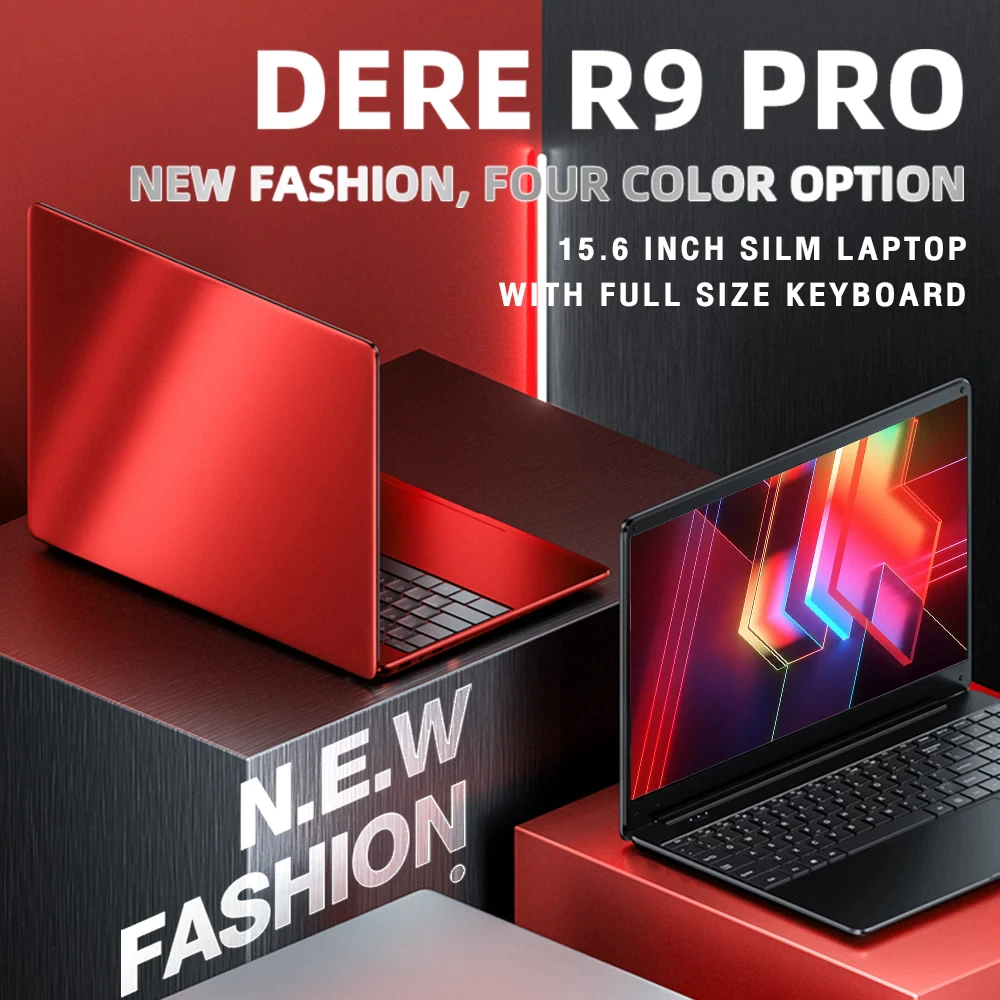 DERE R9 PRO
NEW FASHION, FOUR COLOR OPTION
15.6 INCH SILM LAPTOP
WITH FULL SIZE KEYBOARD
N.E.W
FASHION.